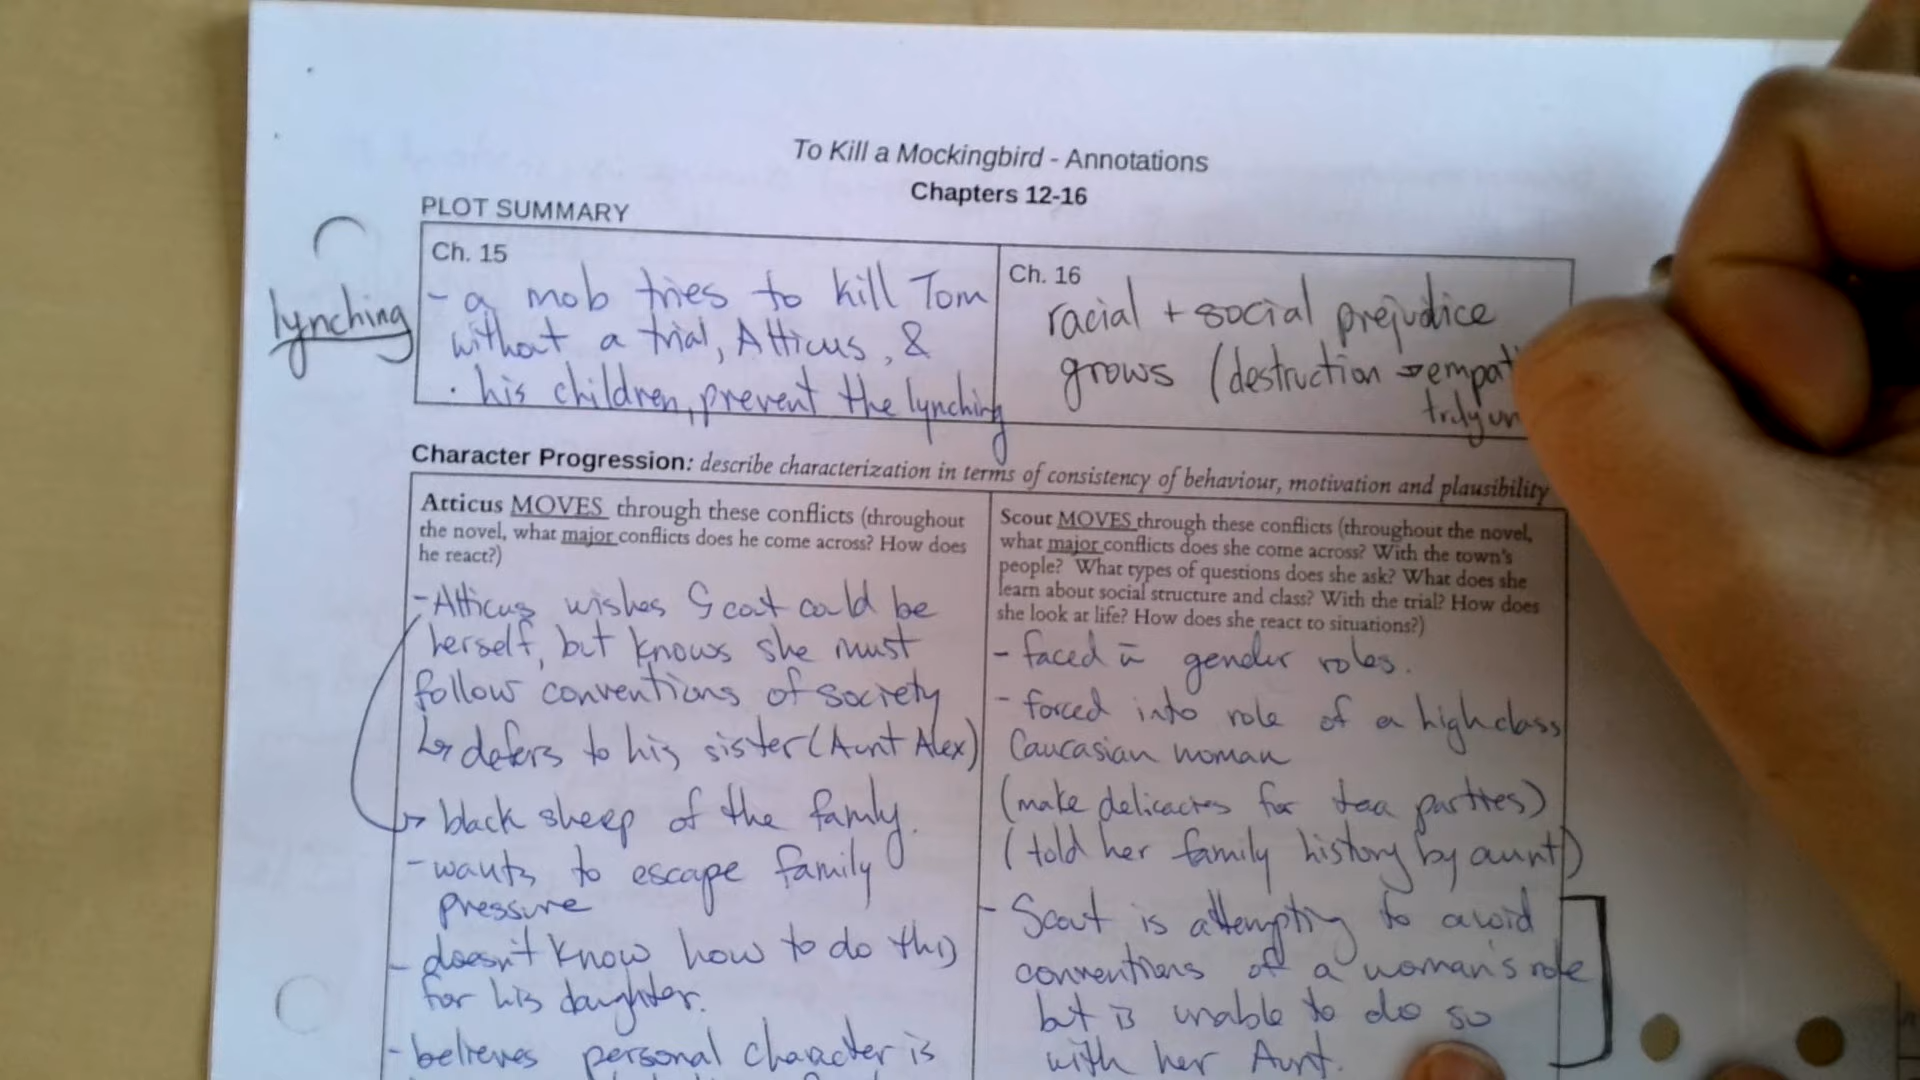 To Kill a Mockingbird - Annotations
Chapters 12-16
PLOT SUMMARY
lynching
Ch. 15
- a mob tries to kill Tom
without a trial, Atticus, &
his children, prevent the lynching
Ch. 16
racial + social prejudice
grows (destruction
truly
Character Progression: describe characterization in terms of consistency of behaviour, motivation and plausibility
Atticus MOVES through these conflicts (throughout
the novel, what major conflicts does he come across? How does
he react?)
- Atticus wishes Scout could be
herself, but knows she must
follow conventions of society
↳ defers to his sister (Aunt Alex)
→ black sheep of the family.
- wants to escape family
pressure
- doesn't know how to do this
for his daughter.
- believes personal character is
Scout MOVES through these conflicts (throughout the novel,
what major conflicts does she come across? With the town's
people? What types of questions does she ask? What does she
learn about social structure and class? With the trial? How does
she look at life? How does she react to situations?)
- faced c̄ gender roles.
- forced into role of a high class
Caucasian woman
(make delicacies for tea parties)
(told her family history by aunt)
- Scout is attempting to avoid
conventions of a woman's role
but is unable to do so
with her Aunt.